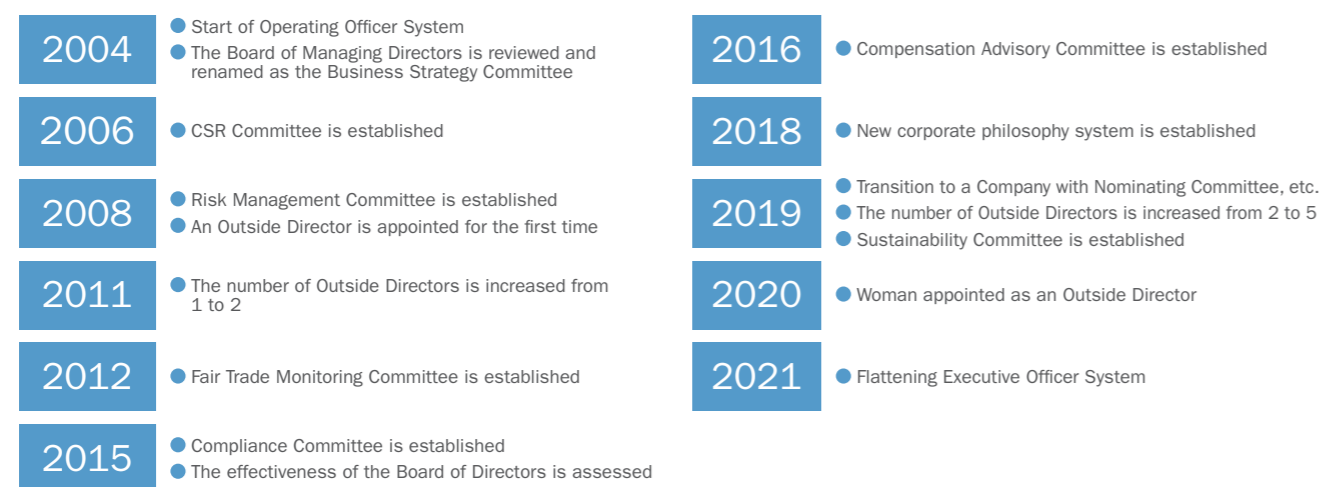 2004
Start of Operating Officer System
The Board of Managing Directors is reviewed and
renamed as the Business Strategy Committee
2006
CSR Committee is established
2008
Risk Management Committee is established
An Outside Director is appointed for the first time
2011
The number of Outside Directors is increased from
1 to 2
2012
Fair Trade Monitoring Committee is established
2015
Compliance Committee is established
The effectiveness of the Board of Directors is assessed
2016
Compensation Advisory Committee is established
2018
New corporate philosophy system is established
2019
Transition to a Company with Nominating Committee, etc.
The number of Outside Directors is increased from 2 to 5
Sustainability Committee is established
2020
Woman appointed as an Outside Director
2021
Flattening Executive Officer System